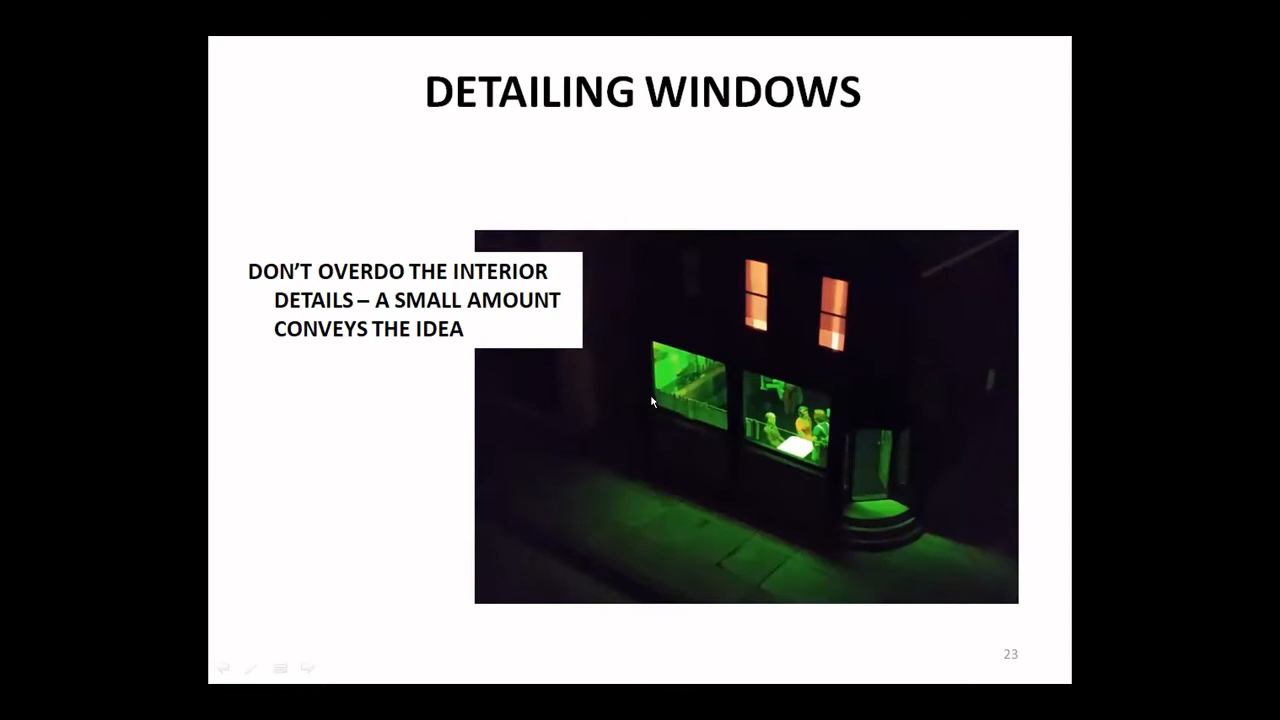 DETAILING WINDOWS
DON’T OVERDO THE INTERIOR
DETAILS – A SMALL AMOUNT
CONVEYS THE IDEA
23